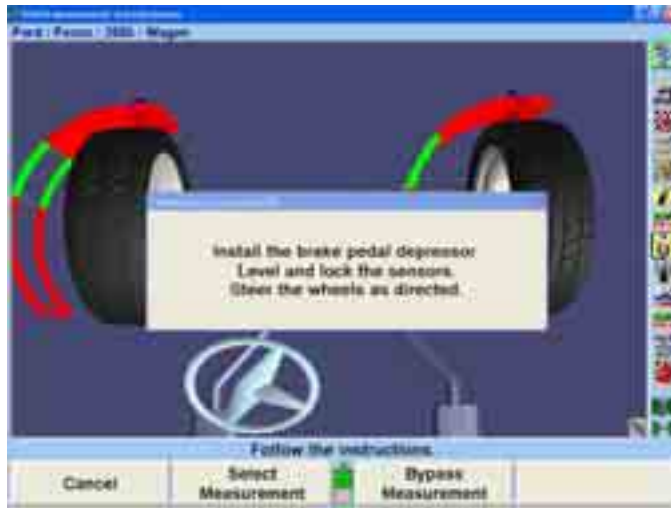 Ford : Focus : 2005 : Wagon
Install the brake pedal depressor
Level and lock the sensors.
Steer the wheels as directed.
Follow the instructions.
Cancel
Select
Measurement
Bypass
Measurement